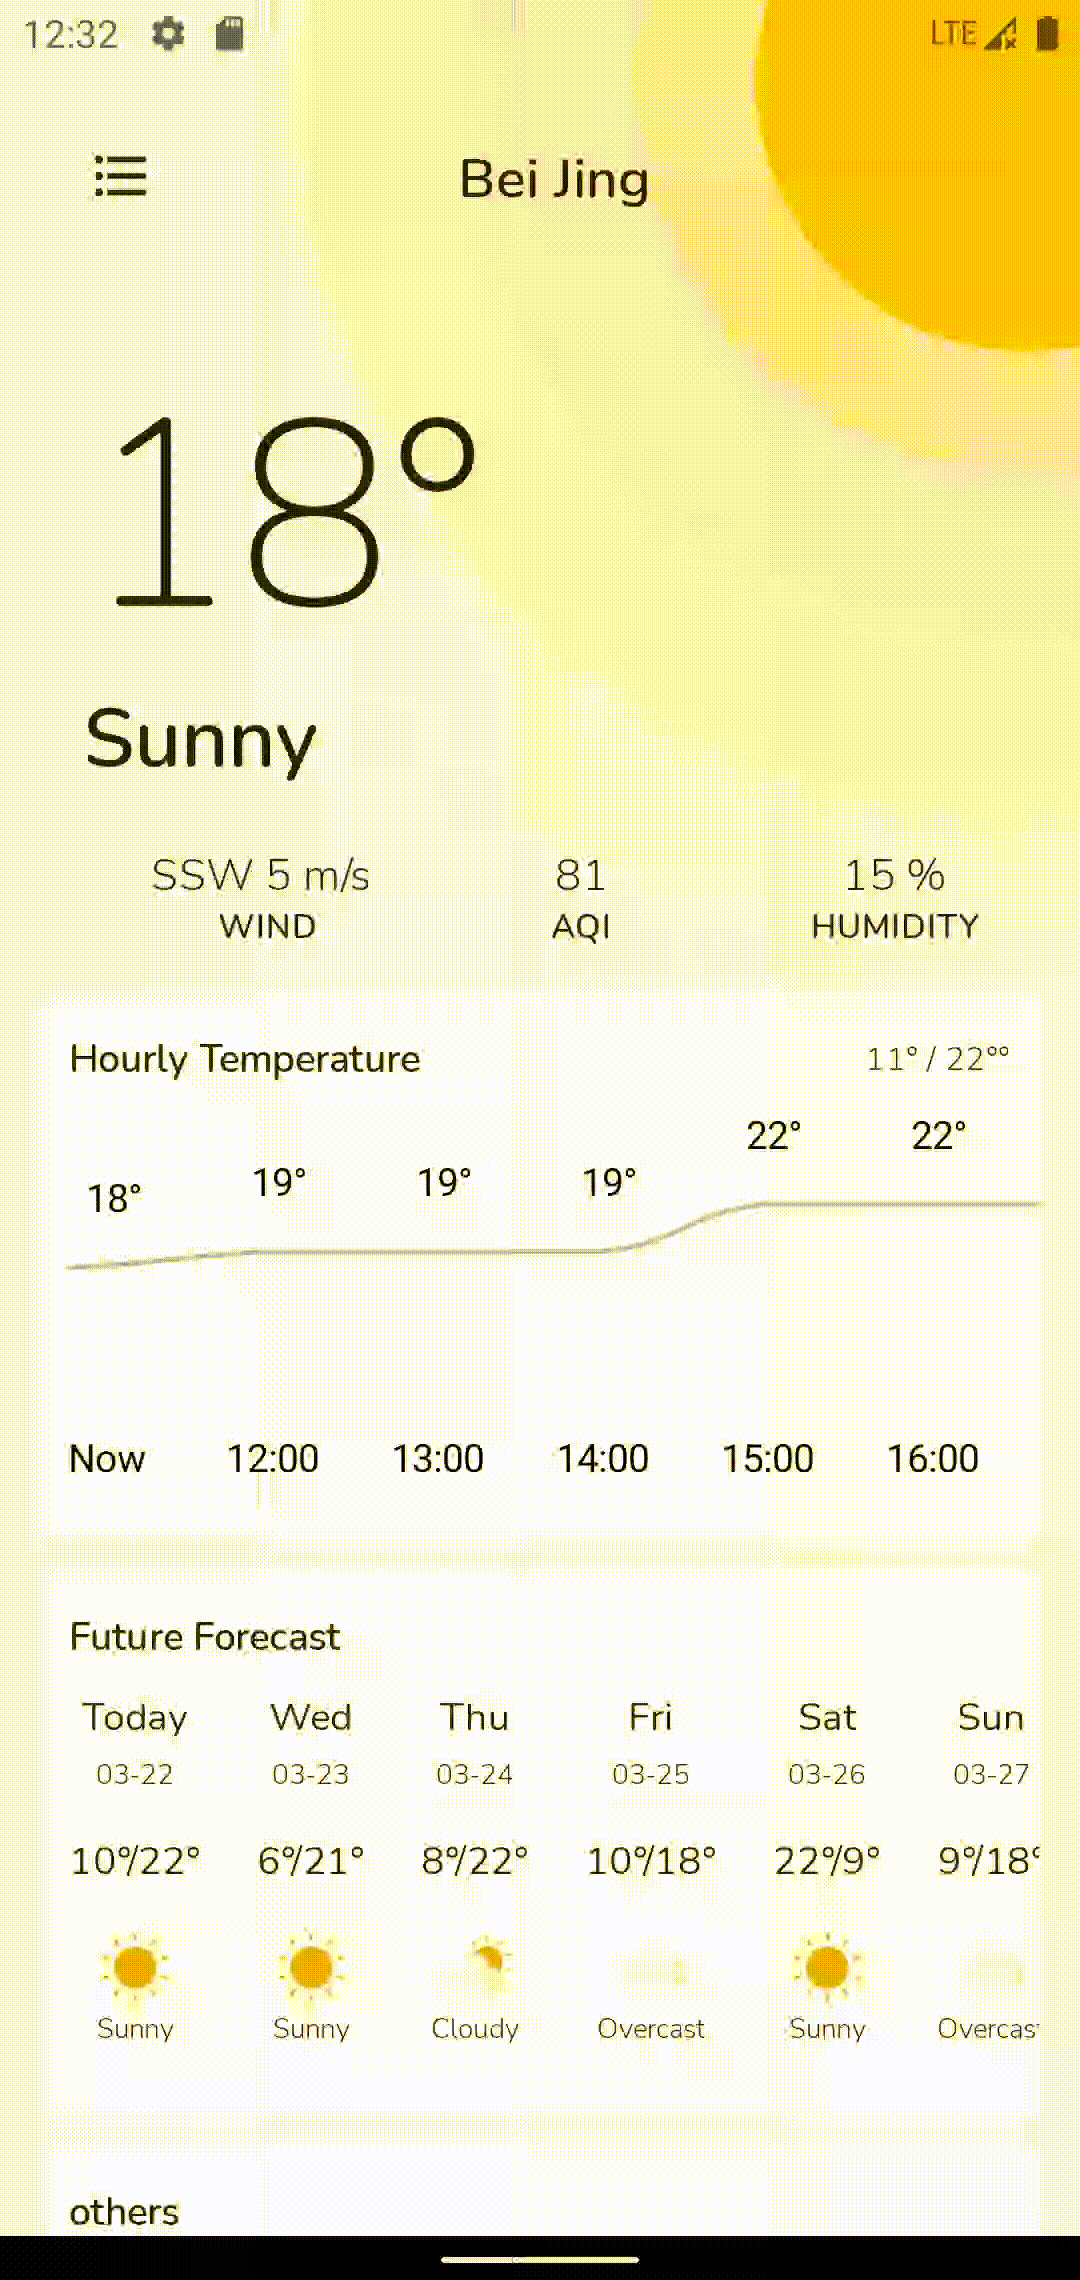 12:32 LTE
Bei Jing
18°
Sunny
SSW 5 m/s 81 15 %
WIND AQI HUMIDITY
Hourly Temperature 11° / 22°°
18° 19° 19° 19° 22° 22°
Now 12:00 13:00 14:00 15:00 16:00
Future Forecast
Today Wed Thu Fri Sat Sun
03-22 03-23 03-24 03-25 03-26 03-27
10°/22° 6°/21° 8°/22° 10°/18° 22°/9° 9°/18°
Sunny Sunny Cloudy Overcast Sunny Overcas
others